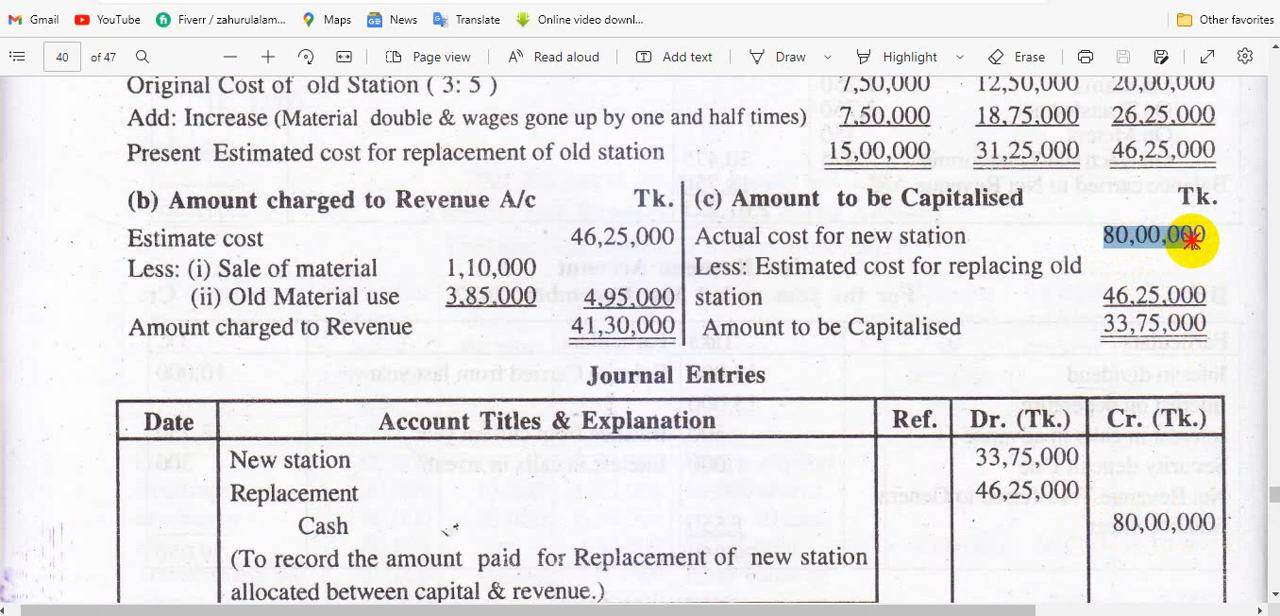 Gmail YouTube Fiverr / zahurulalam... Maps News Translate Online video downl... Other favorites
40 of 47 Page view Read aloud Add text Draw Highlight Erase
Original Cost of old Station ( 3: 5 ) 7,50,000 12,50,000 20,00,000
Add: Increase (Material double & wages gone up by one and half times) 7,50,000 18,75,000 26,25,000
Present Estimated cost for replacement of old station 15,00,000 31,25,000 46,25,000
(b) Amount charged to Revenue A/c Tk. (c) Amount to be Capitalised Tk.
Estimate cost 46,25,000 Actual cost for new station 80,00,000
Less: (i) Sale of material 1,10,000 Less: Estimated cost for replacing old
(ii) Old Material use 3,85,000 4,95,000 station 46,25,000
Amount charged to Revenue 41,30,000 Amount to be Capitalised 33,75,000
Journal Entries
Date Account Titles & Explanation Ref. Dr. (Tk.) Cr. (Tk.)
New station 33,75,000
Replacement 46,25,000
Cash 80,00,000
(To record the amount paid for Replacement of new station
allocated between capital & revenue.)